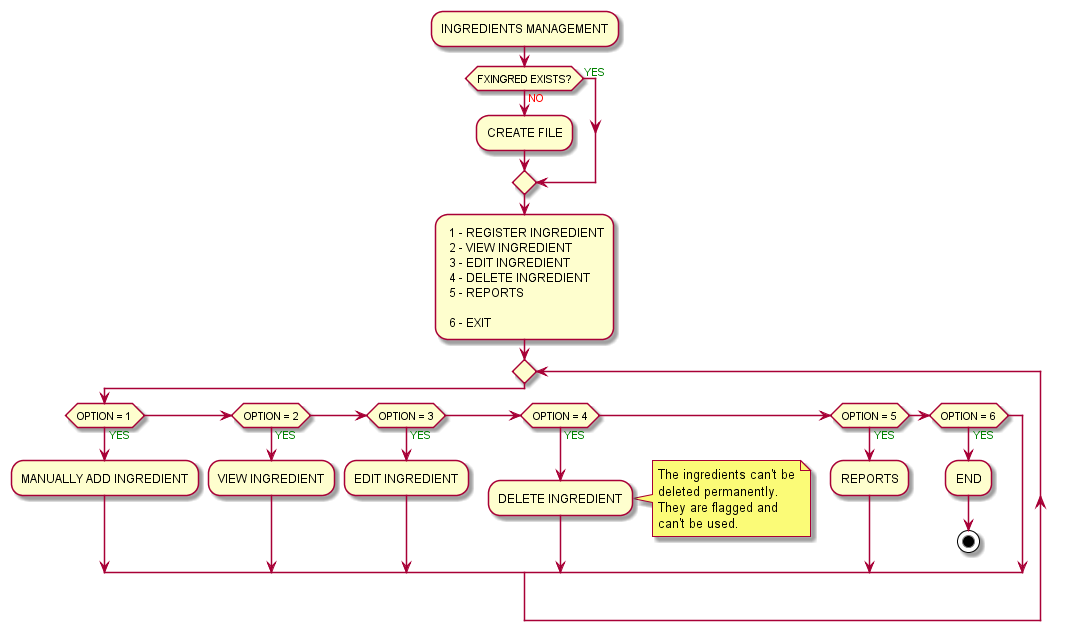 INGREDIENTS MANAGEMENT
FXINGRED EXISTS?
YES
NO
CREATE FILE
1 - REGISTER INGREDIENT
2 - VIEW INGREDIENT
3 - EDIT INGREDIENT
4 - DELETE INGREDIENT
5 - REPORTS
6 - EXIT
OPTION = 1
OPTION = 2
OPTION = 3
OPTION = 4
OPTION = 5
OPTION = 6
YES
YES
YES
YES
YES
YES
MANUALLY ADD INGREDIENT
VIEW INGREDIENT
EDIT INGREDIENT
DELETE INGREDIENT
The ingredients can't be
deleted permanently.
They are flagged and
can't be used.
REPORTS
END